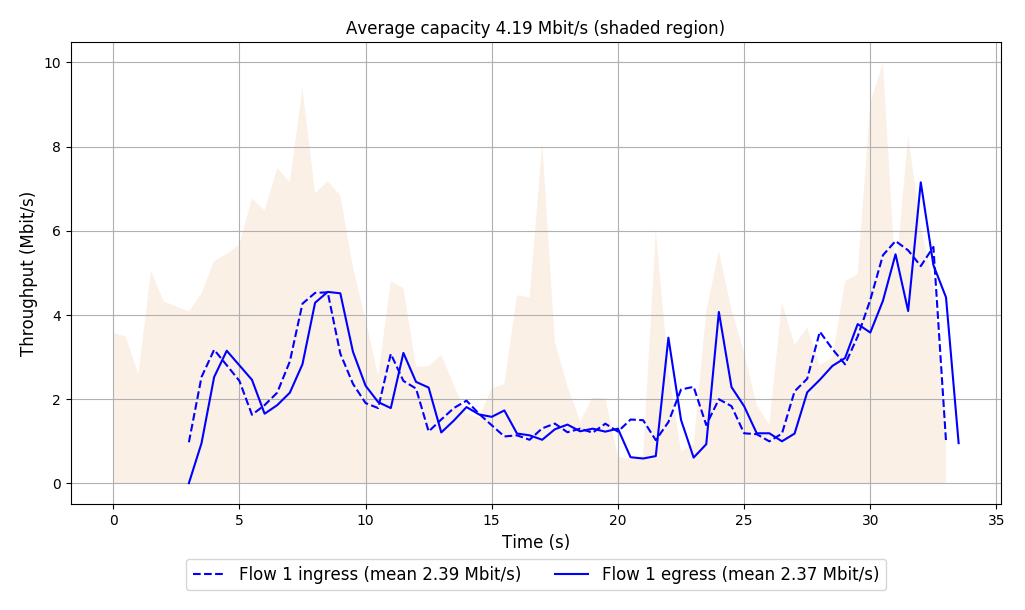 Average capacity 4.19 Mbit/s (shaded region)
10
8
6
4
2
0
Throughput (Mbit/s)
0 5 10 15 20 25 30 35
Time (s)
Flow 1 ingress (mean 2.39 Mbit/s) Flow 1 egress (mean 2.37 Mbit/s)